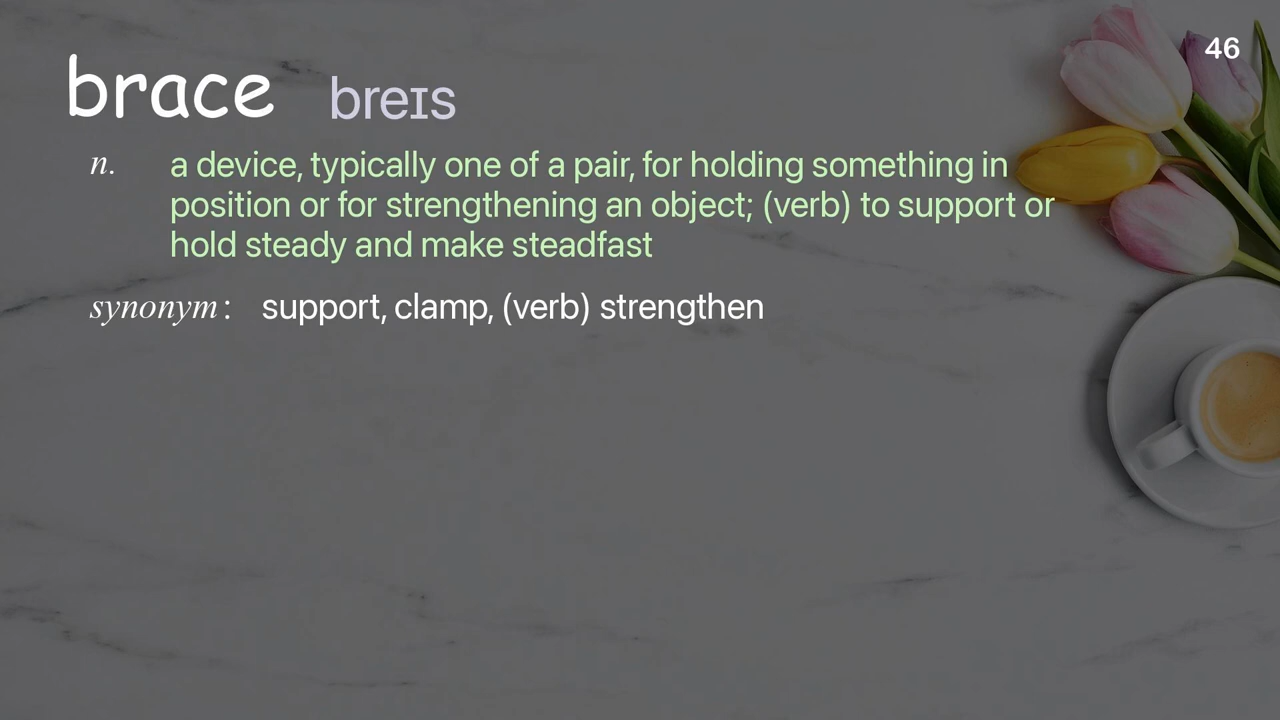 46
brace breɪs
n. a device, typically one of a pair, for holding something in
position or for strengthening an object; (verb) to support or
hold steady and make steadfast
synonym: support, clamp, (verb) strengthen